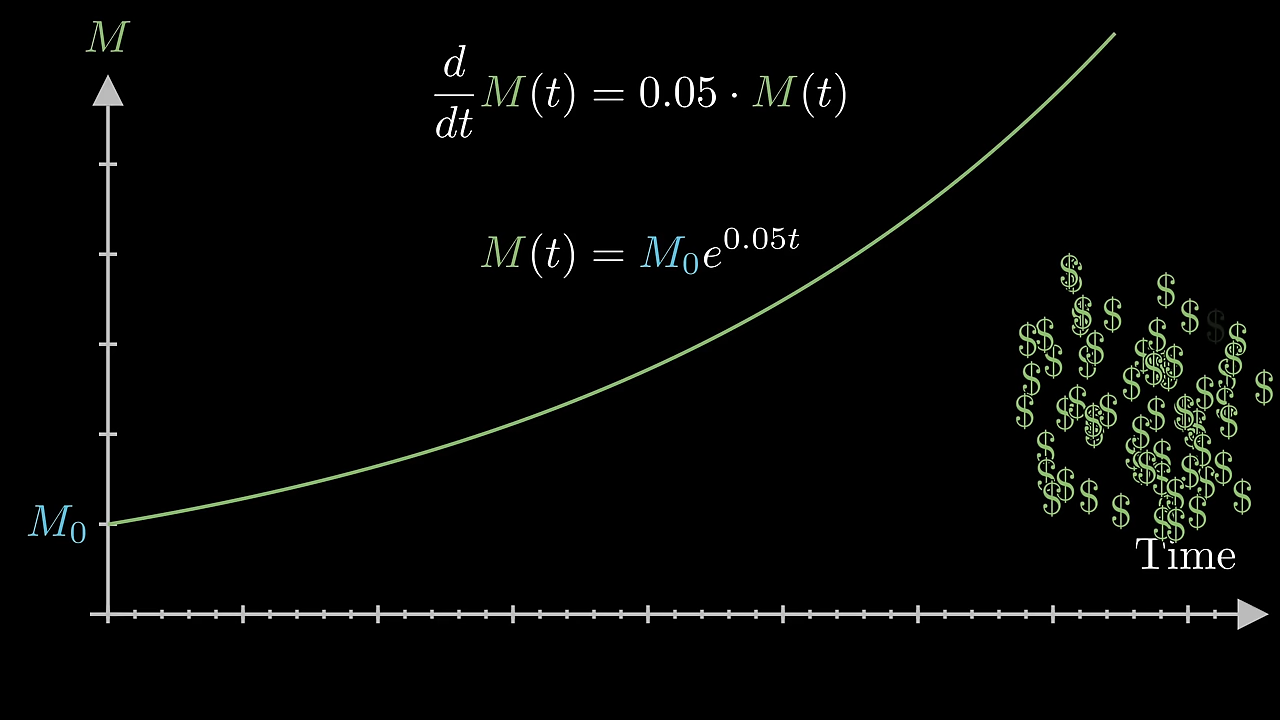 M
d/dt M(t) = 0.05 · M(t)
M(t) = M₀e^{0.05t}
M₀
Time